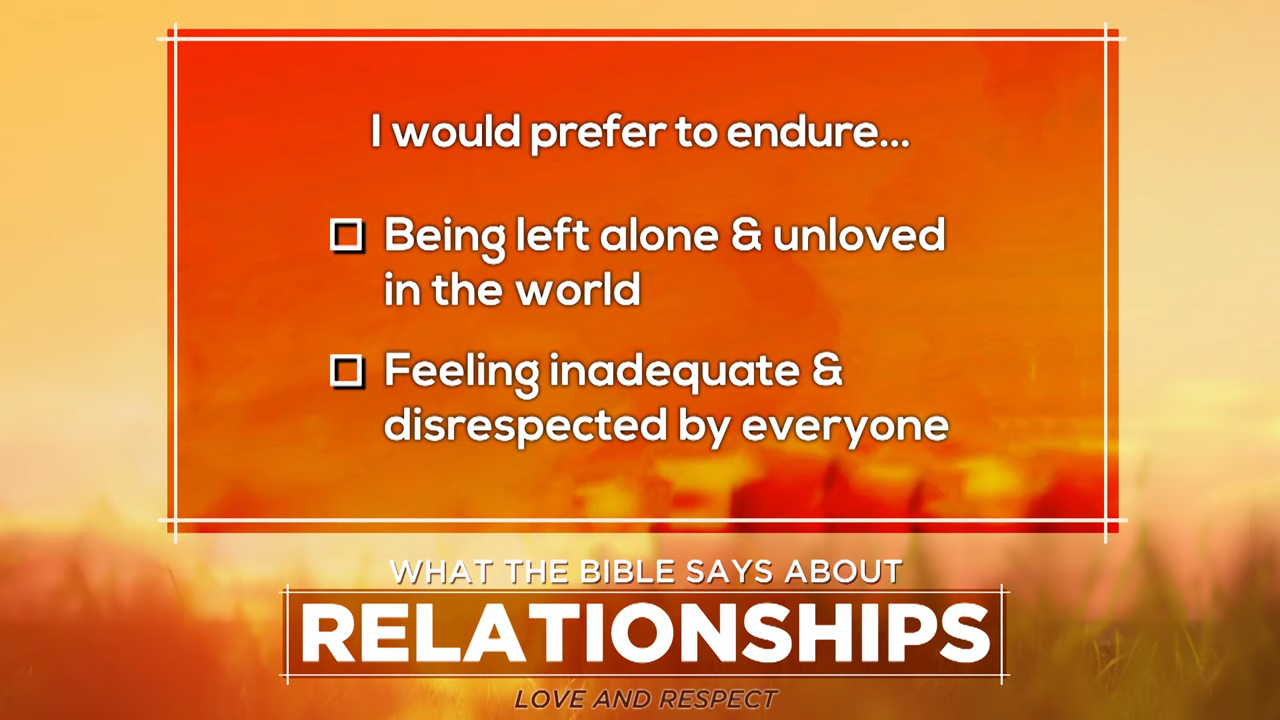 I would prefer to endure...
Being left alone & unloved
in the world
Feeling inadequate &
disrespected by everyone
WHAT THE BIBLE SAYS ABOUT
RELATIONSHIPS
LOVE AND RESPECT